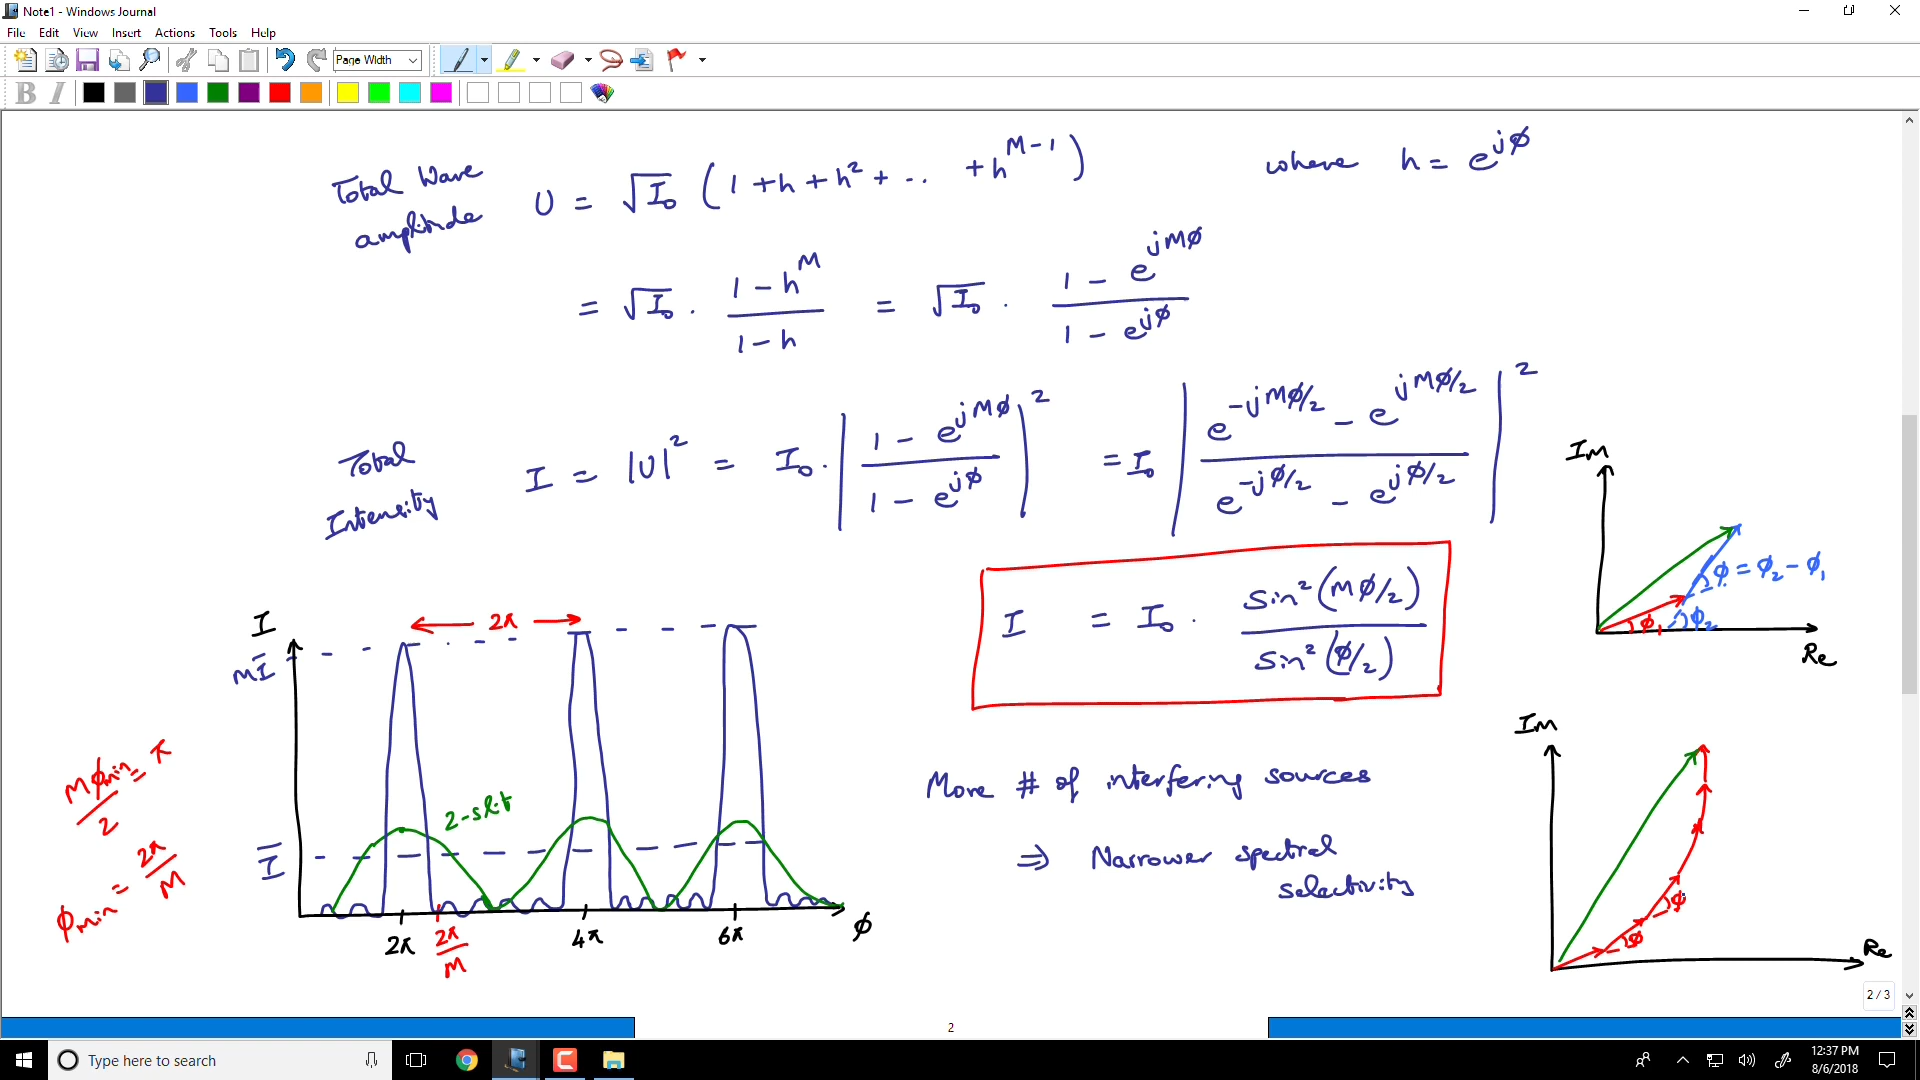 Note1 - Windows Journal
File Edit View Insert Actions Tools Help
Page Width
Total Wave amplitude U = √I₀ (1 + h + h² + .. + h^{M-1}) where h = e^{jφ}
= √I₀ . (1 - h^M)/(1 - h) = √I₀ . (1 - e^{jMφ})/(1 - e^{jφ})
Total Intensity I = |U|² = I₀ . |(1 - e^{jMφ})/(1 - e^{jφ})|² = I₀ |(e^{-jMφ/2} - e^{jMφ/2})/(e^{-jφ/2} - e^{jφ/2})|²
I = I₀ . sin²(Mφ/2)/sin²(φ/2)
Im
φ = φ₂ - φ₁
φ₁ φ₂
Re
I
2π
MĪ
2-slit
Ī
2π 2π/M 4π 6π φ
Mφmin/2 = π
φmin = 2π/M
More # of interfering sources
⇒ Narrower spectral
selectivity
Im
φ
φ
Re
2 / 3
2
Type here to search
12:37 PM
8/6/2018